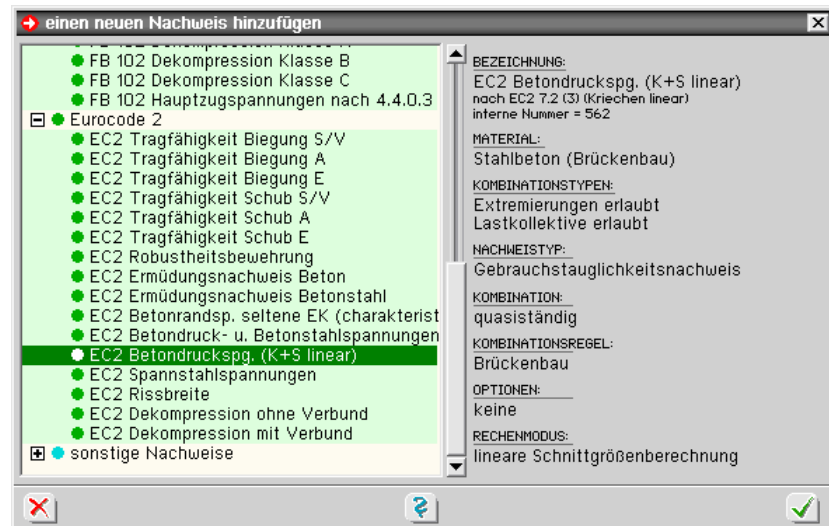 einen neuen Nachweis hinzufügen
FB 102 Dekompression Klasse B
FB 102 Dekompression Klasse C
FB 102 Hauptzugspannungen nach 4.4.0.3
Eurocode 2
EC2 Tragfähigkeit Biegung S/V
EC2 Tragfähigkeit Biegung A
EC2 Tragfähigkeit Biegung E
EC2 Tragfähigkeit Schub S/V
EC2 Tragfähigkeit Schub A
EC2 Tragfähigkeit Schub E
EC2 Robustheitsbewehrung
EC2 Ermüdungsnachweis Beton
EC2 Ermüdungsnachweis Betonstahl
EC2 Betonrandsp. seltene EK (charakterist
EC2 Betondruck- u. Betonstahlspannungen
EC2 Betondruckspg. (K+S linear)
EC2 Spannstahlspannungen
EC2 Rissbreite
EC2 Dekompression ohne Verbund
EC2 Dekompression mit Verbund
sonstige Nachweise
BEZEICHNUNG:
EC2 Betondruckspg. (K+S linear)
nach EC2 7.2 (3) (Kriechen linear)
interne Nummer = 562
MATERIAL:
Stahlbeton (Brückenbau)
KOMBINATIONSTYPEN:
Extremierungen erlaubt
Lastkollektive erlaubt
NACHWEISTYP:
Gebrauchstauglichkeitsnachweis
KOMBINATION:
quasiständig
KOMBINATIONSREGEL:
Brückenbau
OPTIONEN:
keine
RECHENMODUS:
lineare Schnittgrößenberechnung